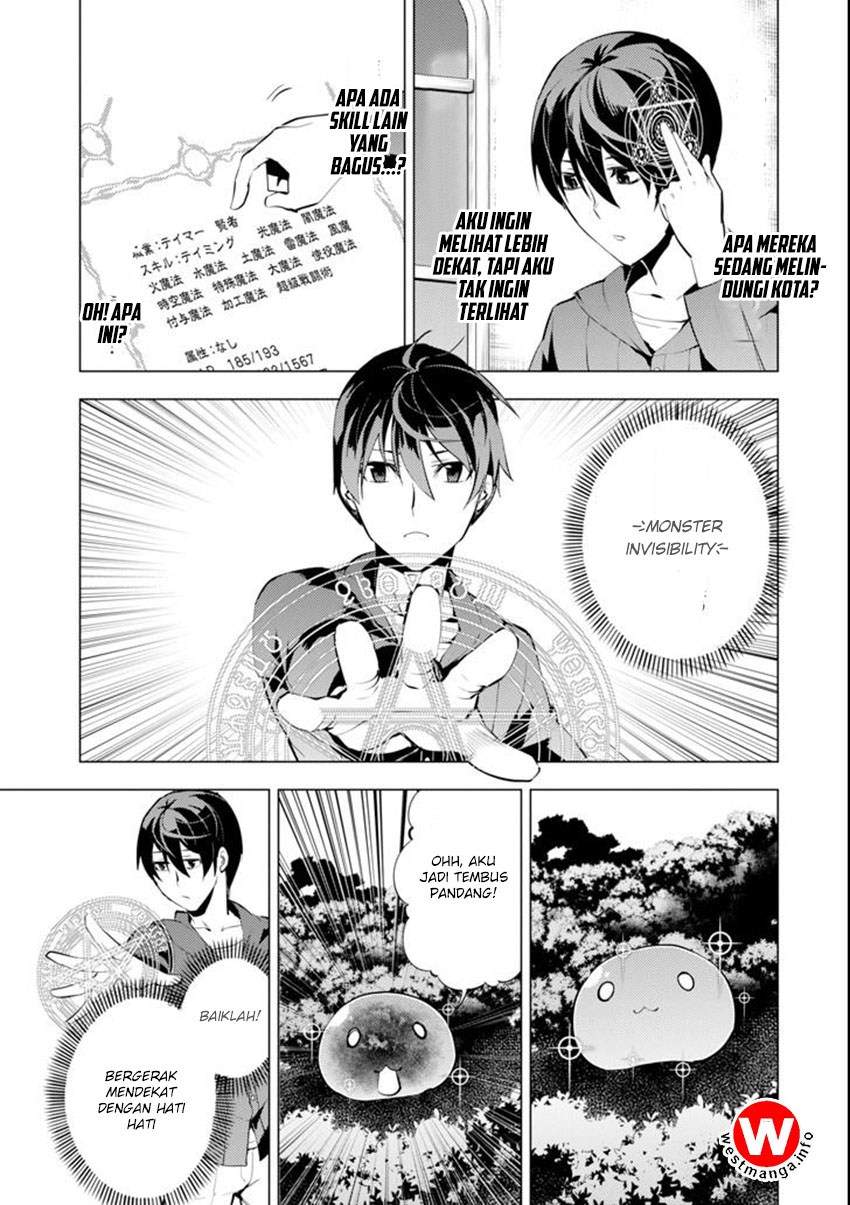 APA MEREKA
SEDANG MELIN-
DUNGI KOTA?
AKU INGIN
MELIHAT LEBIH
DEKAT, TAPI AKU
TAK INGIN
TERLIHAT
APA ADA
SKILL LAIN
YANG
BAGUS...?
業:テイマー 賢者
スキル:テイミング 光魔法 闇魔法
火魔法 水魔法 土魔法 雷魔法 風魔
時空魔法 特殊魔法 大魔法 使役魔法
付与魔法 加工魔法 超級戦闘術
属性:なし
185/193
/1567
OH! APA
INI?
MONSTER
INVISIBILITY
OHH, AKU
JADI TEMBUS
PANDANG!
BAIKLAH!
BERGERAK
MENDEKAT
DENGAN HATI
HATI
W
westmanga.info